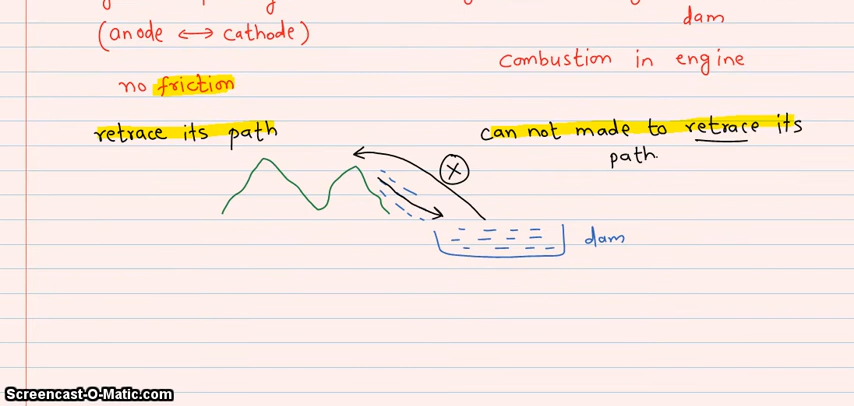 dam
(anode ↔ cathode)
combustion in engine
no friction
retrace its path
can not made to retrace its
path.
X
dam
Screencast-O-Matic.com